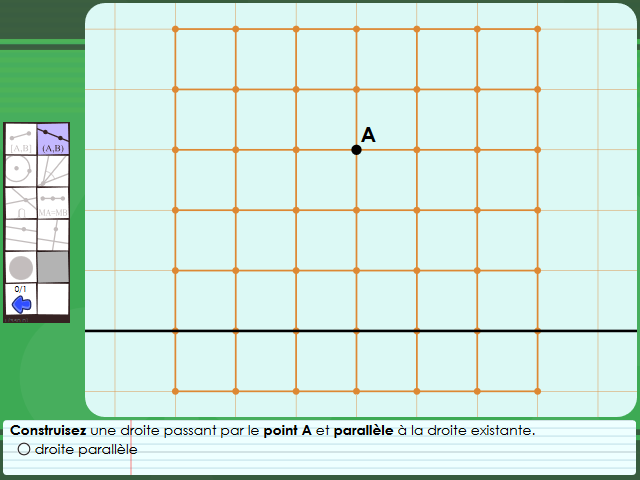 A
[A,B]
(A,B)
MA=MB
0/1
Construisez une droite passant par le point A et parallèle à la droite existante.
droite parallèle